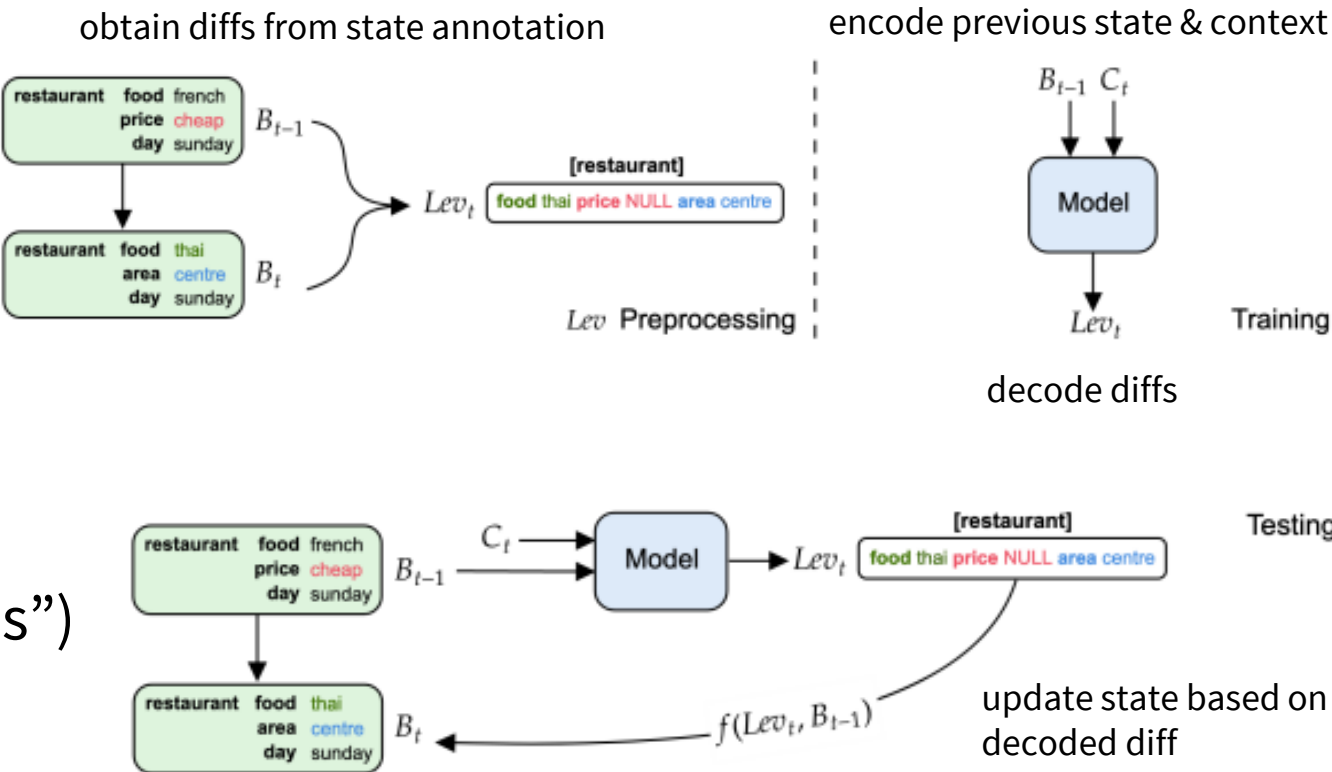 obtain diffs from state annotation
encode previous state & context
restaurant food french
price cheap
day sunday
B_{t−1}
restaurant food thai
area centre
day sunday
B_t
[restaurant]
Lev_t food thai price NULL area centre
Lev Preprocessing
B_{t−1} C_t
Model
Lev_t
Training
decode diffs
s”)
restaurant food french
price cheap
day sunday
B_{t−1}
C_t
Model
[restaurant]
Lev_t food thai price NULL area centre
Testing
restaurant food thai
area centre
day sunday
B_t
f(Lev_t, B_{t−1})
update state based on
decoded diff